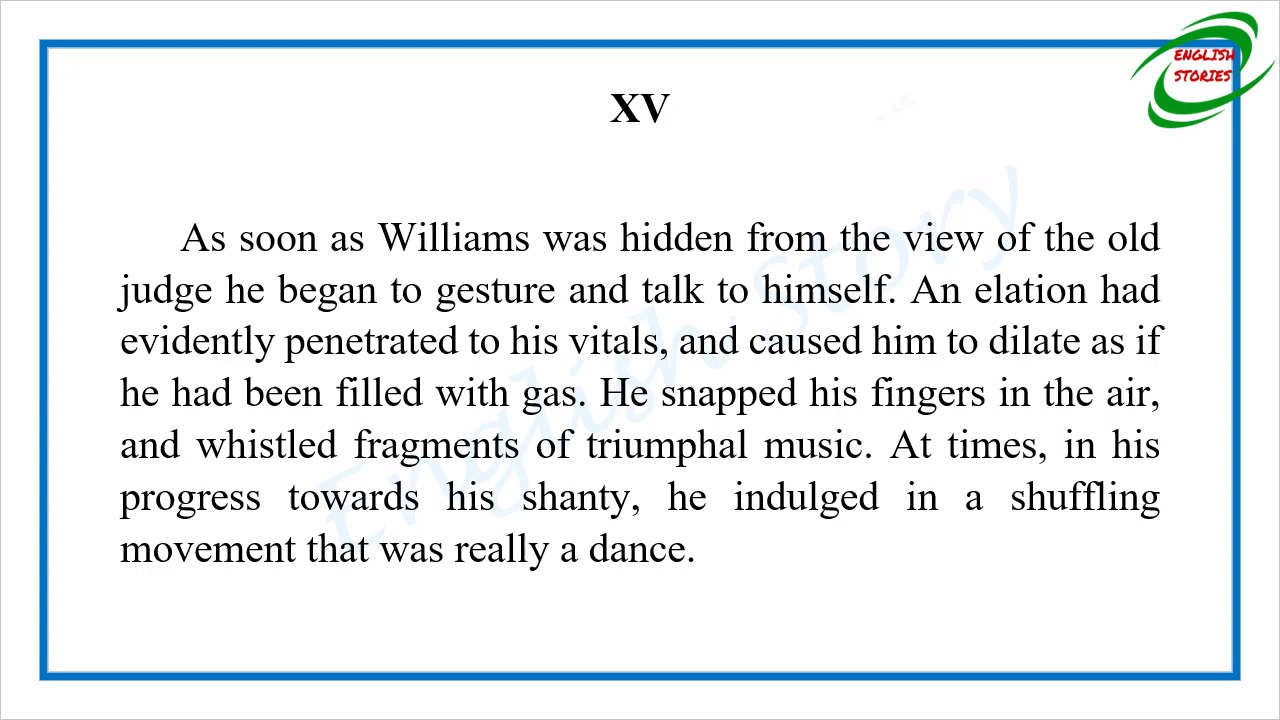 ENGLISH
STORIES
XV
As soon as Williams was hidden from the view of the old
judge he began to gesture and talk to himself. An elation had
evidently penetrated to his vitals, and caused him to dilate as if
he had been filled with gas. He snapped his fingers in the air,
and whistled fragments of triumphal music. At times, in his
progress towards his shanty, he indulged in a shuffling
movement that was really a dance.
English Story